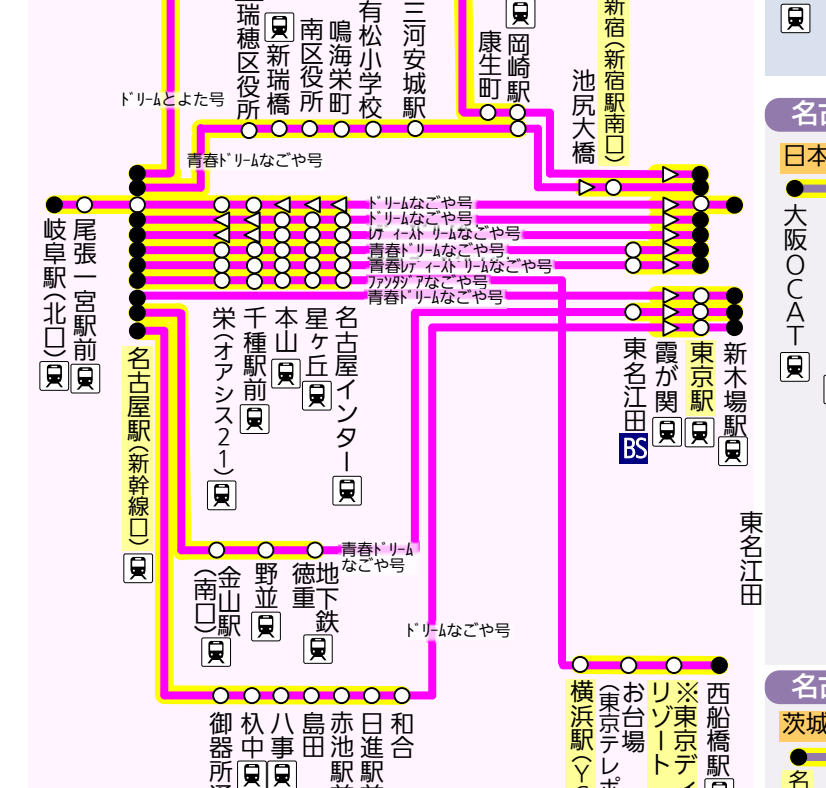 瑞穂区役所
新瑞橋
南区役所
鳴海栄町
有松小学校
三河安城駅
康生町
岡崎駅
池尻大橋
新宿(新宿駅南口)
ﾄﾞﾘｰﾑとよた号
青春ﾄﾞﾘｰﾑなごや号
ﾄﾞﾘｰﾑなごや号
ﾄﾞﾘｰﾑなごや号
ﾚﾃﾞｨｰｽﾄﾞﾘｰﾑなごや号
青春ﾄﾞﾘｰﾑなごや号
青春ﾚﾃﾞｨｰｽﾄﾞﾘｰﾑなごや号
ﾌｧﾝﾀｼﾞｱなごや号
青春ﾄﾞﾘｰﾑなごや号
岐阜駅(北口)
尾張一宮駅前
名古屋駅(新幹線口)
栄(オアシス21)
千種駅前
本山
星ヶ丘
名古屋インター
東名江田
BS
霞が関
東京駅
新木場駅
東名江田
青春ﾄﾞﾘｰﾑ
なごや号
金山駅
(南口)
野並
地下鉄
徳重
ﾄﾞﾘｰﾑなごや号
御器所通
杁中
八事
島田
赤池駅前
日進駅前
和合
横浜駅(YC
お台場
(東京テレポ
※東京ディ
リゾート
西船橋駅
名古
日本
大阪OCAT
名古
茨城
名